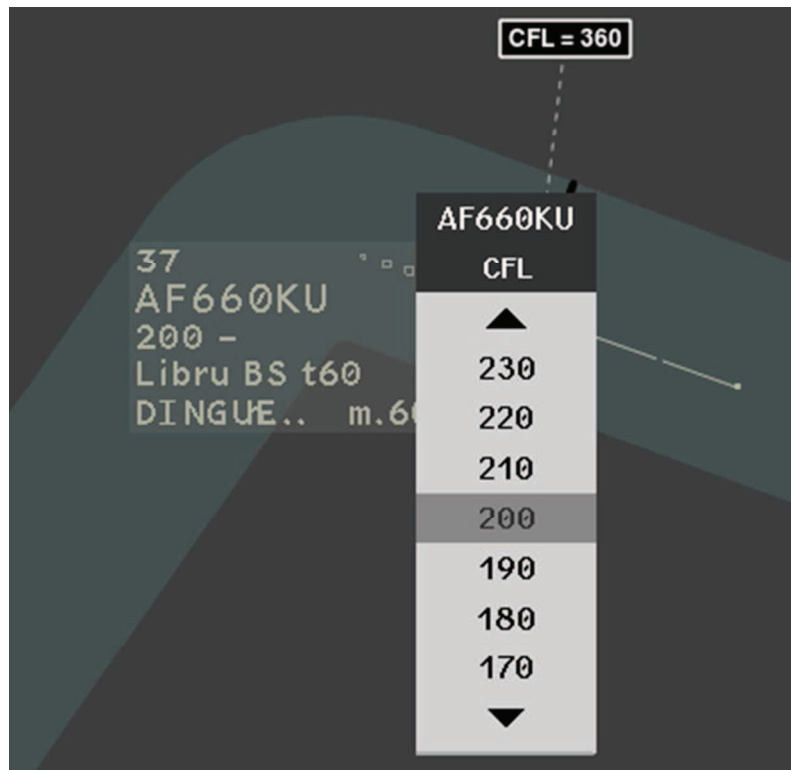 CFL = 360
AF660KU
CFL
230
220
210
200
190
180
170
37
AF660KU
200 –
Libru BS t60
DINGUE.. m.6